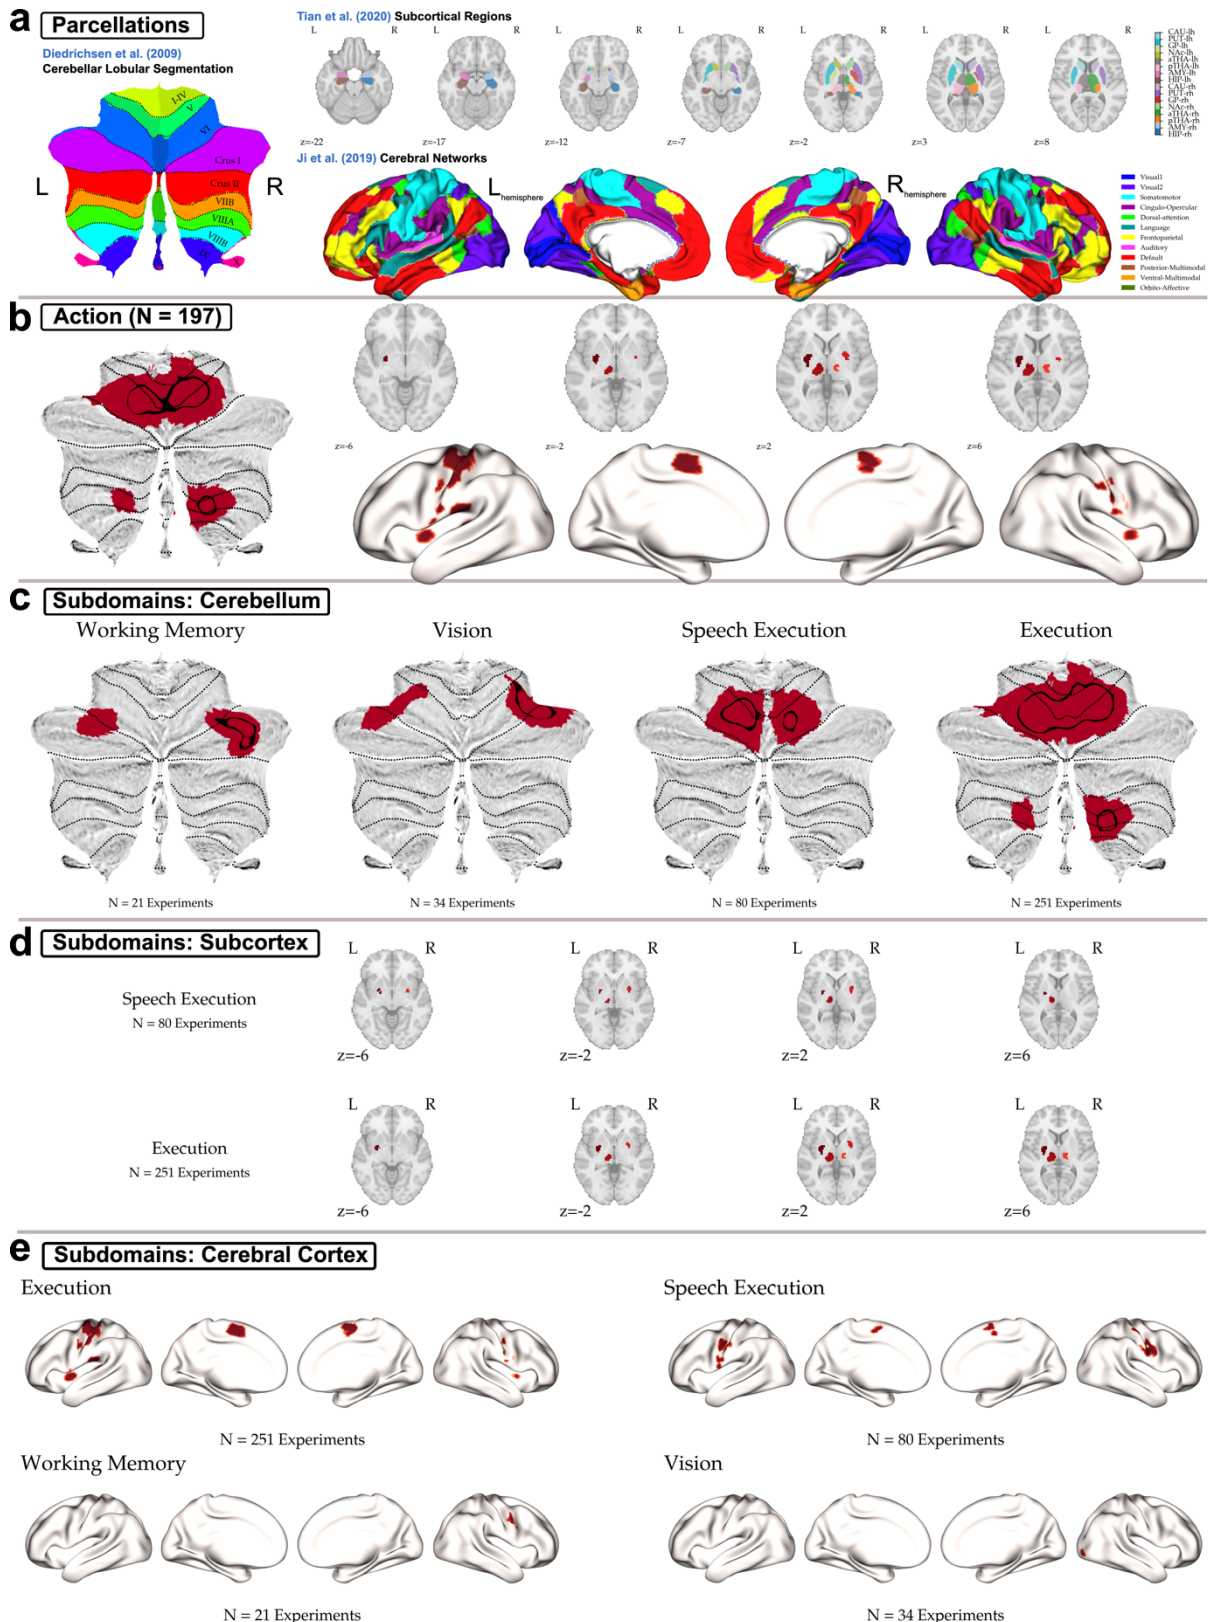 a Parcellations
Diedrichsen et al. (2009)
Cerebellar Lobular Segmentation
I-IV
V
VI
Crus I
Crus II
VIIB
VIIIA
VIIIB
IX
X
L
R
Tian et al. (2020) Subcortical Regions
L R L R L R L R L R L R L R
z=-22 z=-17 z=-12 z=-7 z=-2 z=3 z=8
CAU-lh
PUT-lh
GP-lh
NAc-lh
aTHA-lh
pTHA-lh
AMY-lh
HIP-lh
CAU-rh
PUT-rh
GP-rh
NAc-rh
aTHA-rh
pTHA-rh
AMY-rh
HIP-rh
Ji et al. (2019) Cerebral Networks
L hemisphere
R hemisphere
Visual1
Visual2
Somatomotor
Cingulo-Opercular
Dorsal-attention
Language
Frontoparietal
Auditory
Default
Posterior-Multimodal
Ventral-Multimodal
Orbito-Affective
b Action (N = 197)
z=-6 z=-2 z=2 z=6
c Subdomains: Cerebellum
Working Memory Vision Speech Execution Execution
N = 21 Experiments N = 34 Experiments N = 80 Experiments N = 251 Experiments
d Subdomains: Subcortex
L R L R L R L R
Speech Execution
N = 80 Experiments
z=-6 z=-2 z=2 z=6
L R L R L R L R
Execution
N = 251 Experiments
z=-6 z=-2 z=2 z=6
e Subdomains: Cerebral Cortex
Execution Speech Execution
N = 251 Experiments N = 80 Experiments
Working Memory Vision
N = 21 Experiments N = 34 Experiments